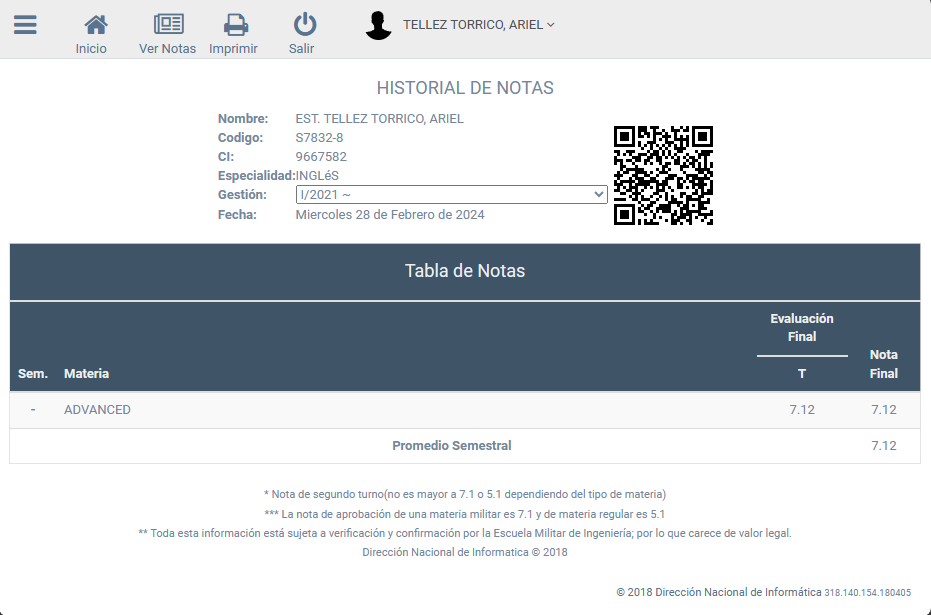 Inicio Ver Notas Imprimir Salir TELLEZ TORRICO, ARIEL
HISTORIAL DE NOTAS
Nombre: EST. TELLEZ TORRICO, ARIEL
Codigo: S7832-8
CI: 9667582
Especialidad:INGLéS
Gestión: I/2021 ~
Fecha: Miercoles 28 de Febrero de 2024
Tabla de Notas
Sem. Materia Evaluación Final T Nota Final
- ADVANCED 7.12 7.12
Promedio Semestral 7.12
* Nota de segundo turno(no es mayor a 7.1 o 5.1 dependiendo del tipo de materia)
*** La nota de aprobación de una materia militar es 7.1 y de materia regular es 5.1
** Toda esta información está sujeta a verificación y confirmación por la Escuela Militar de Ingeniería; por lo que carece de valor legal.
Dirección Nacional de Informatica © 2018
© 2018 Dirección Nacional de Informática 318.140.154.180405